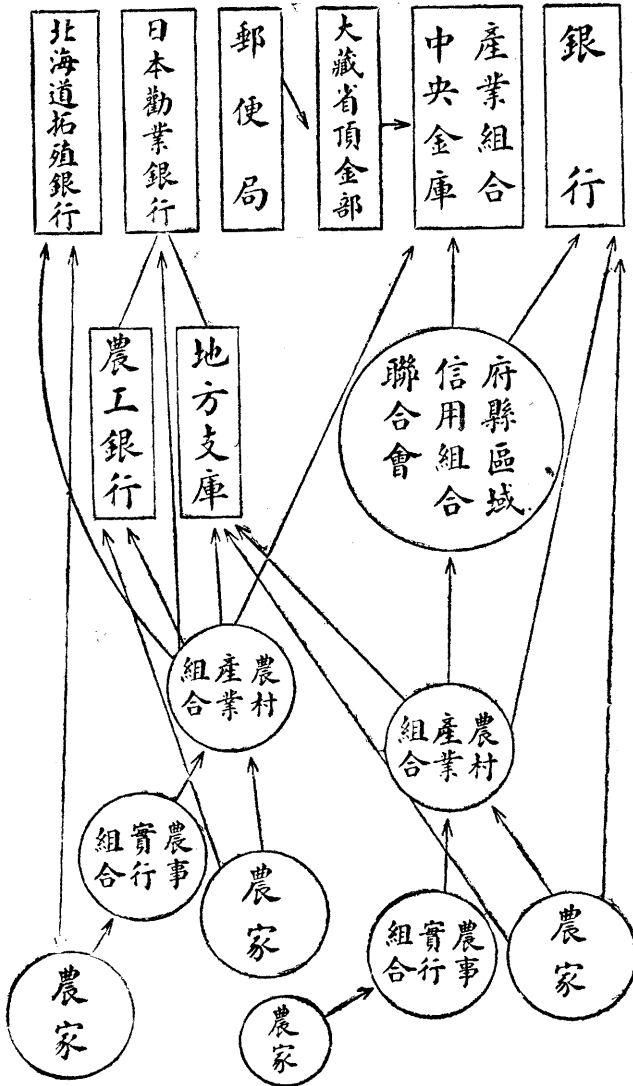 銀行
產業組合
中央金庫
大藏省預金部
郵便局
日本勸業銀行
北海道拓殖銀行
府縣區域
信用組合
聯合會
地方支庫
農工銀行
農村
產業
組合
農村
產業
組合
農事
實行
組合
農家
農事
實行
組合
農家
農家
農家